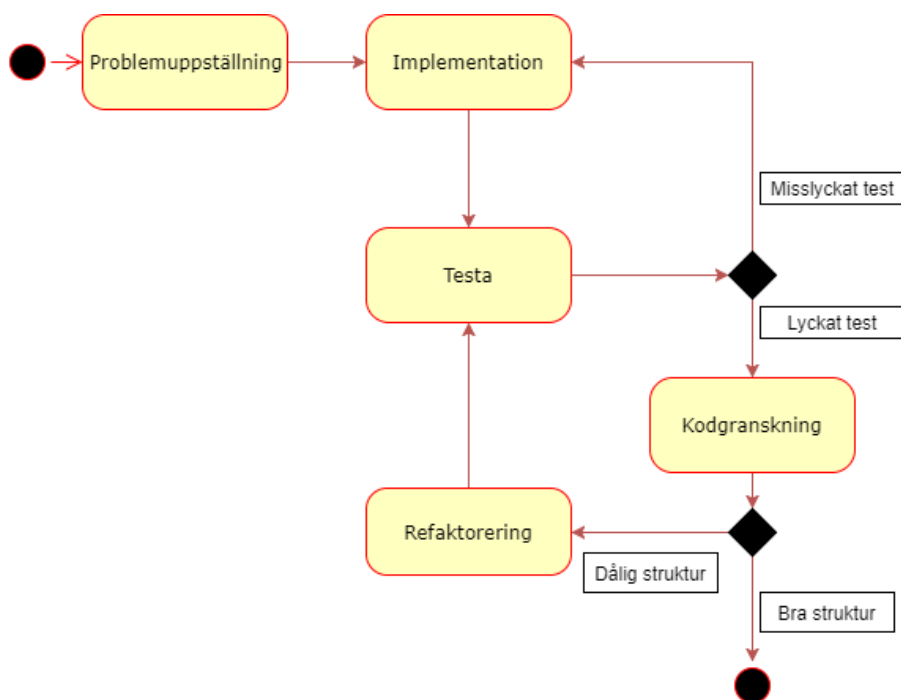 Problemuppställning
Implementation
Misslyckat test
Testa
Lyckat test
Kodgranskning
Refaktorering
Dålig struktur
Bra struktur